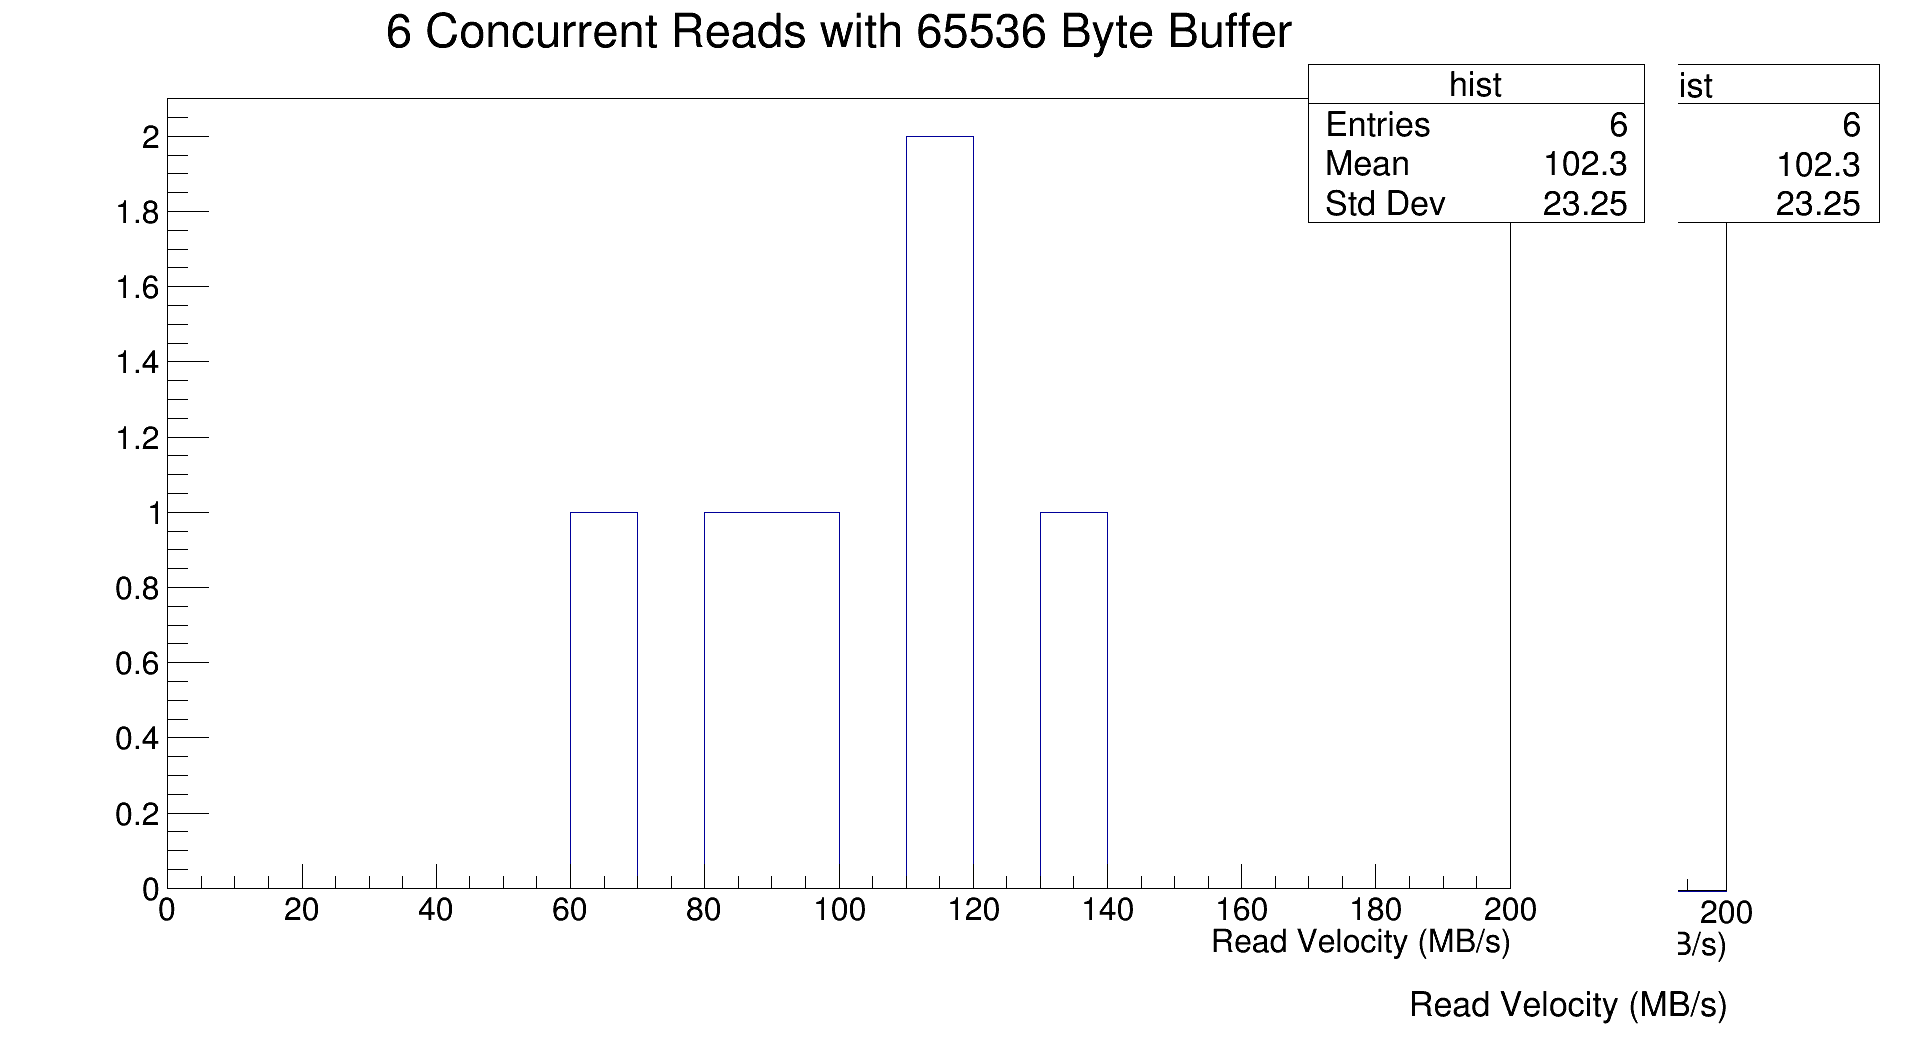 6 Concurrent Reads with 65536 Byte Buffer
hist
ist
Entries 6
6
Mean 102.3
102.3
Std Dev 23.25
23.25
2
1.8
1.6
1.4
1.2
1
0.8
0.6
0.4
0.2
0
0 20 40 60 80 100 120 140 160 180 200
200
Read Velocity (MB/s)
B/s)
Read Velocity (MB/s)